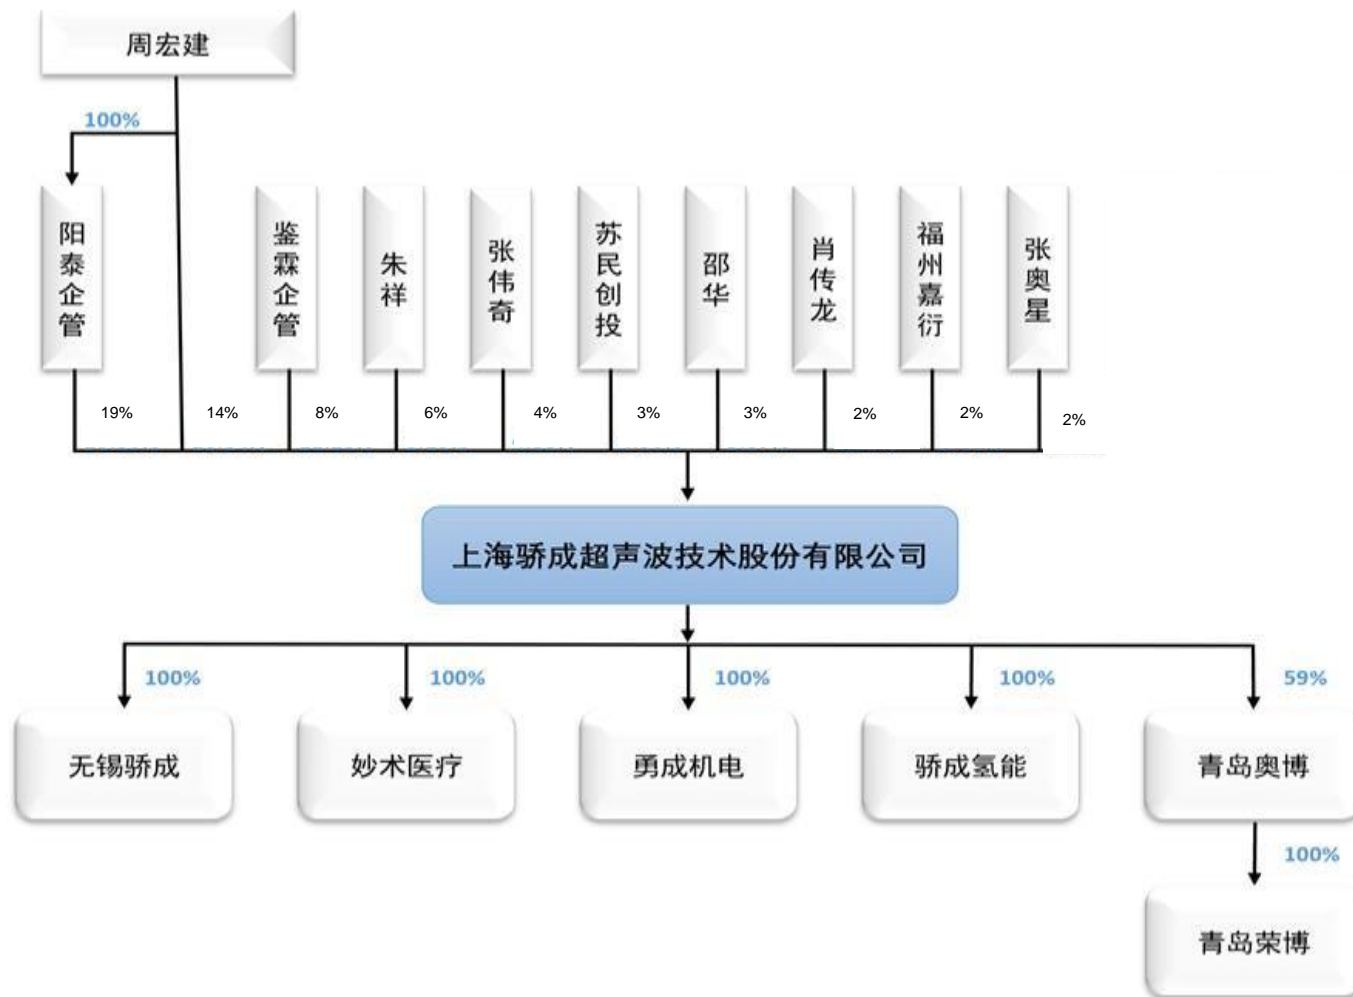 周宏建
100%
阳泰企管
鉴霖企管
朱祥
张伟奇
苏民创投
邵华
肖传龙
福州嘉衍
张奥星
19%
14%
8%
6%
4%
3%
3%
2%
2%
2%
上海骄成超声波技术股份有限公司
100%
100%
100%
100%
59%
无锡骄成
妙术医疗
勇成机电
骄成氢能
青岛奥博
100%
青岛荣博